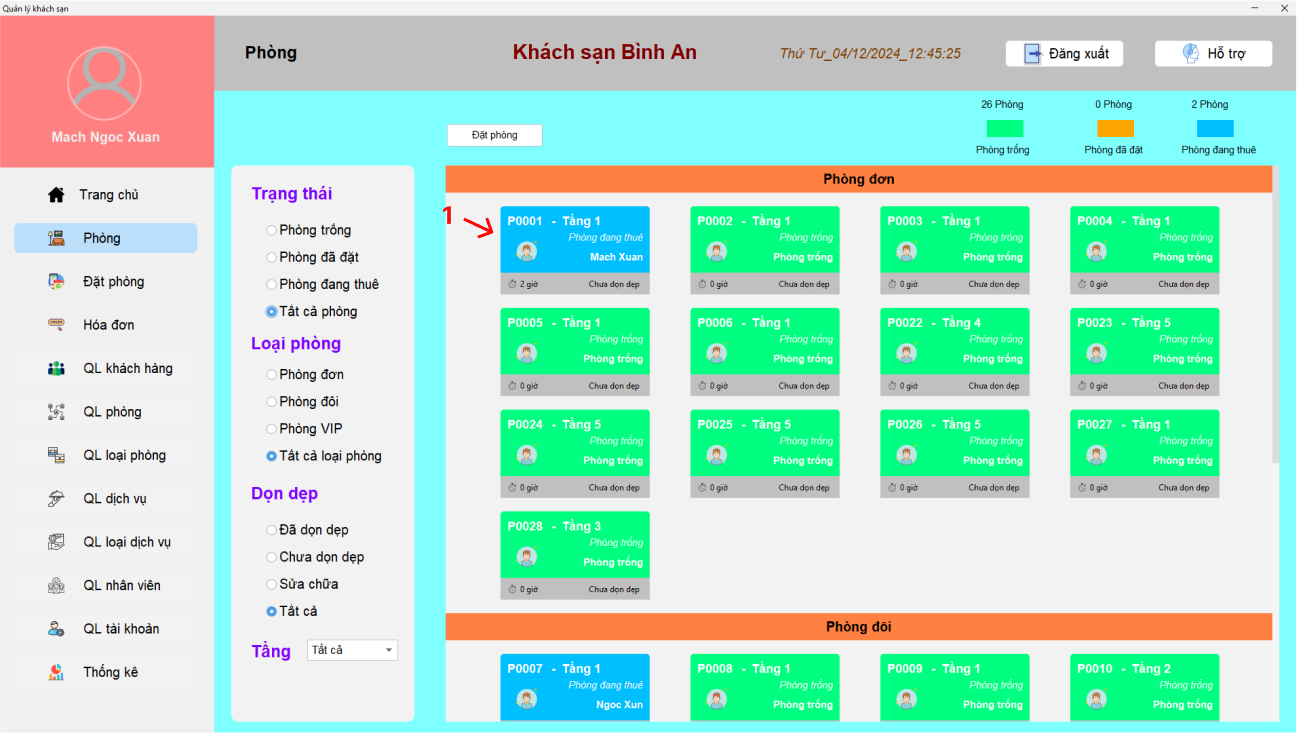 Quản lý khách sạn
Mach Ngoc Xuan
Phòng
Khách sạn Bình An
Thứ Tư_04/12/2024_12:45:25
Đăng xuất
Hỗ trợ
26 Phòng
0 Phòng
2 Phòng
Phòng trống
Phòng đã đặt
Phòng đang thuê
Đặt phòng
Trang chủ
Phòng
Đặt phòng
Hóa đơn
QL khách hàng
QL phòng
QL loại phòng
QL dịch vụ
QL loại dịch vụ
QL nhân viên
QL tài khoản
Thống kê
Trạng thái
Phòng trống
Phòng đã đặt
Phòng đang thuê
Tất cả phòng
Loại phòng
Phòng đơn
Phòng đôi
Phòng VIP
Tất cả loại phòng
Dọn dẹp
Đã dọn dẹp
Chưa dọn dẹp
Sửa chữa
Tất cả
Tầng
Tất cả
Phòng đơn
1
P0001 - Tầng 1
Phòng đang thuê
Mach Xuan
2 giờ Chưa dọn dẹp
P0002 - Tầng 1
Phòng trống
Phòng trống
0 giờ Chưa dọn dẹp
P0003 - Tầng 1
Phòng trống
Phòng trống
0 giờ Chưa dọn dẹp
P0004 - Tầng 1
Phòng trống
Phòng trống
0 giờ Chưa dọn dẹp
P0005 - Tầng 1
Phòng trống
Phòng trống
0 giờ Chưa dọn dẹp
P0006 - Tầng 1
Phòng trống
Phòng trống
0 giờ Chưa dọn dẹp
P0022 - Tầng 4
Phòng trống
Phòng trống
0 giờ Chưa dọn dẹp
P0023 - Tầng 5
Phòng trống
Phòng trống
0 giờ Chưa dọn dẹp
P0024 - Tầng 5
Phòng trống
Phòng trống
0 giờ Chưa dọn dẹp
P0025 - Tầng 5
Phòng trống
Phòng trống
0 giờ Chưa dọn dẹp
P0026 - Tầng 5
Phòng trống
Phòng trống
0 giờ Chưa dọn dẹp
P0027 - Tầng 1
Phòng trống
Phòng trống
0 giờ Chưa dọn dẹp
P0028 - Tầng 3
Phòng trống
Phòng trống
0 giờ Chưa dọn dẹp
Phòng đôi
P0007 - Tầng 1
Phòng đang thuê
Ngoc Xun
P0008 - Tầng 1
Phòng trống
Phòng trống
P0009 - Tầng 1
Phòng trống
Phòng trống
P0010 - Tầng 2
Phòng trống
Phòng trống